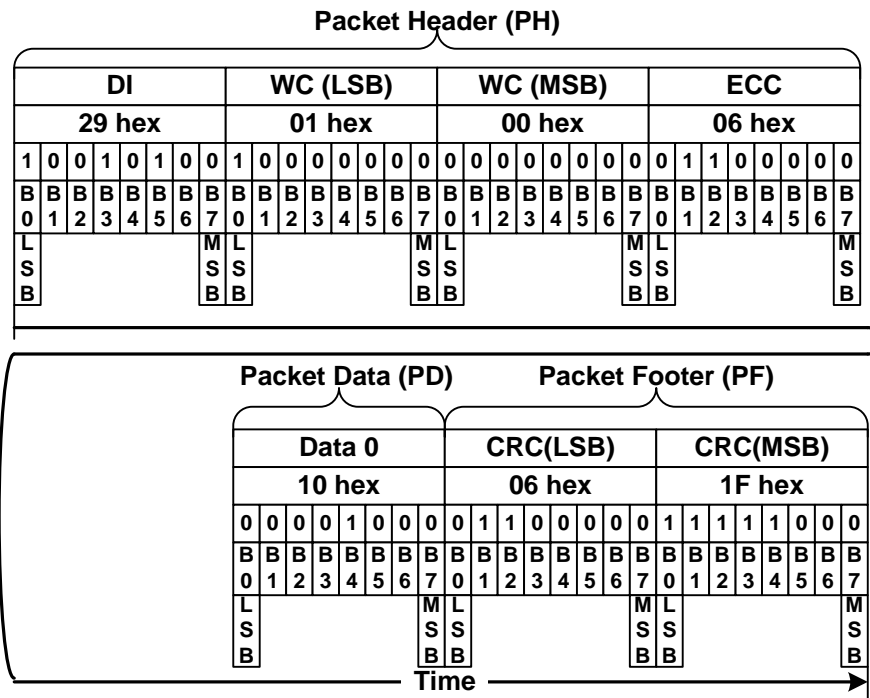 Packet Header (PH)
DI WC (LSB) WC (MSB) ECC
29 hex 01 hex 00 hex 06 hex
1 0 0 1 0 1 0 0 1 0 0 0 0 0 0 0 0 0 0 0 0 0 0 0 0 1 1 0 0 0 0 0
B0 B1 B2 B3 B4 B5 B6 B7 B0 B1 B2 B3 B4 B5 B6 B7 B0 B1 B2 B3 B4 B5 B6 B7 B0 B1 B2 B3 B4 B5 B6 B7
LSB MSB LSB MSB LSB MSB LSB MSB
Packet Data (PD) Packet Footer (PF)
Data 0 CRC(LSB) CRC(MSB)
10 hex 06 hex 1F hex
0 0 0 0 1 0 0 0 0 1 1 0 0 0 0 0 1 1 1 1 1 0 0 0
B0 B1 B2 B3 B4 B5 B6 B7 B0 B1 B2 B3 B4 B5 B6 B7 B0 B1 B2 B3 B4 B5 B6 B7
LSB MSB LSB MSB LSB MSB
Time